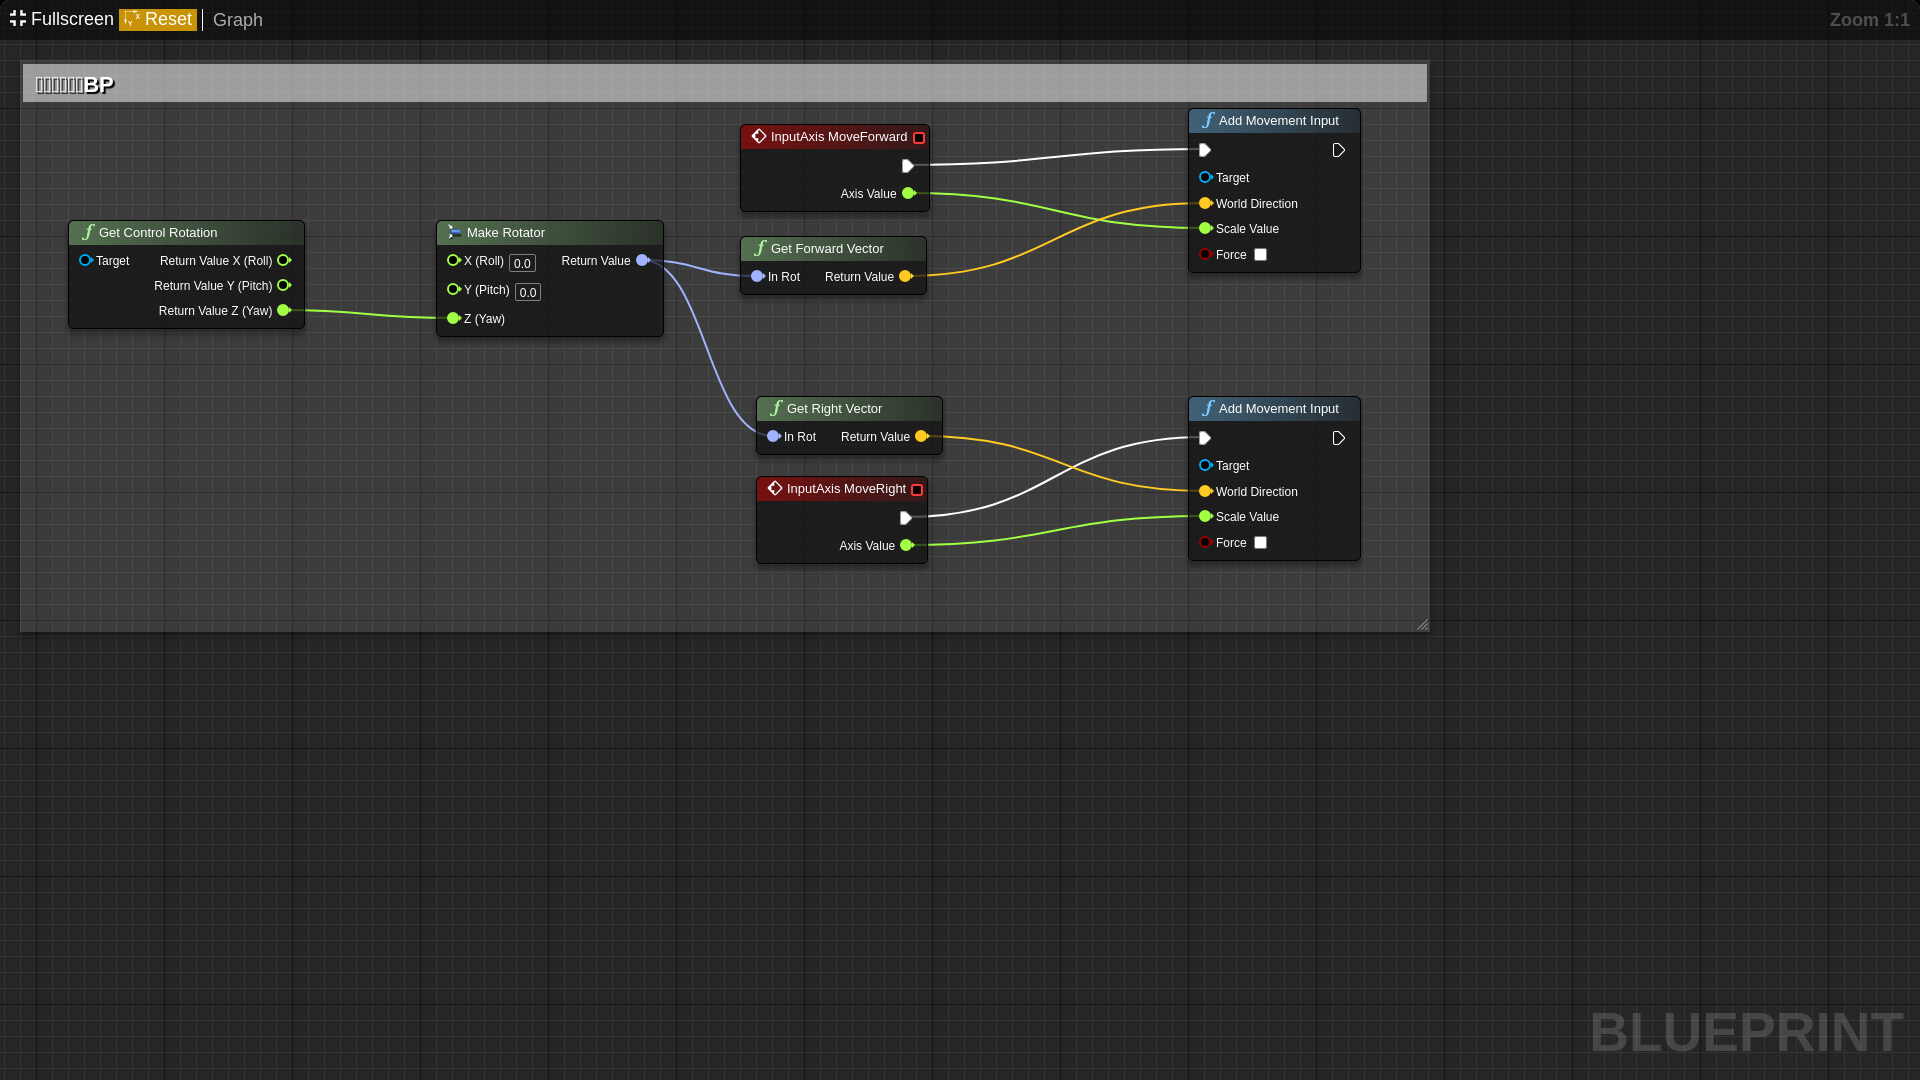 Fullscreen Reset Graph Zoom 1:1
BP
Get Control Rotation
Target Return Value X (Roll)
Return Value Y (Pitch)
Return Value Z (Yaw)
Make Rotator
X (Roll) 0.0 Return Value
Y (Pitch) 0.0
Z (Yaw)
InputAxis MoveForward
Axis Value
Get Forward Vector
In Rot Return Value
Add Movement Input
Target
World Direction
Scale Value
Force
Get Right Vector
In Rot Return Value
InputAxis MoveRight
Axis Value
Add Movement Input
Target
World Direction
Scale Value
Force
BLUEPRINT